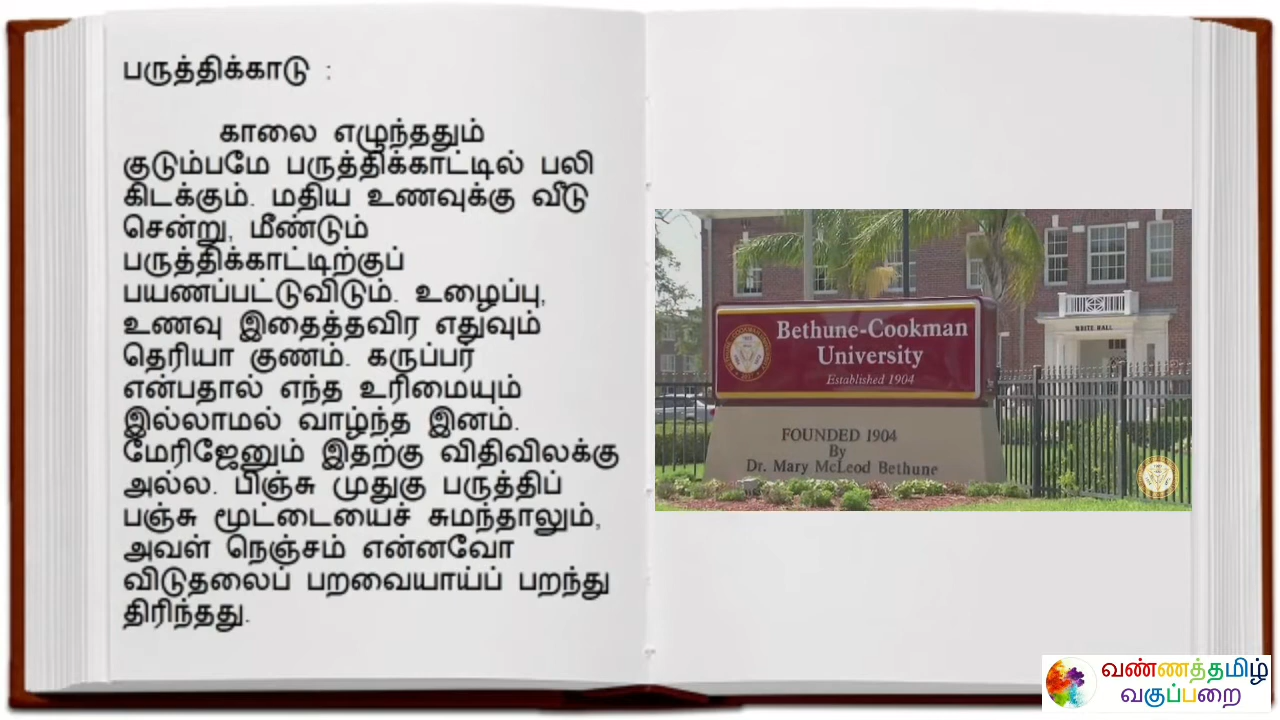 பருத்திக்காடு :
காலை எழுந்ததும்
குடும்பமே பருத்திக்காட்டில் பலி
கிடக்கும். மதிய உணவுக்கு வீடு
சென்று, மீண்டும்
பருத்திக்காட்டிற்குப்
பயணப்பட்டுவிடும். உழைப்பு,
உணவு இதைத்தவிர எதுவும்
தெரியா குணம். கருப்பர்
என்பதால் எந்த உரிமையும்
இல்லாமல் வாழ்ந்த இனம்.
மேரிஜேனும் இதற்கு விதிவிலக்கு
அல்ல. பிஞ்சு முதுகு பருத்திப்
பஞ்சு மூட்டையைச் சுமந்தாலும்,
அவள் நெஞ்சம் என்னவோ
விடுதலைப் பறவையாய்ப் பறந்து
திரிந்தது.
Bethune-Cookman
University
Established 1904
WHITE HALL
FOUNDED 1904
By
Dr. Mary McLeod Bethune
வண்ணத்தமிழ்
வகுப்பறை